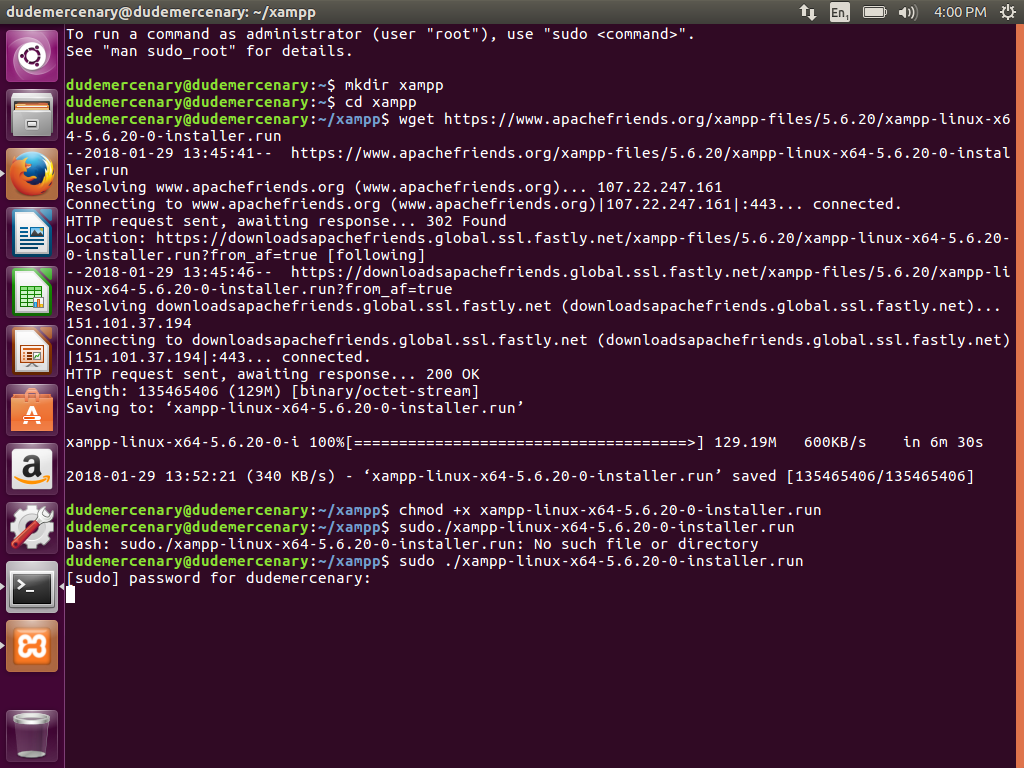 dudemercenary@dudemercenary: ~/xampp
En1
4:00 PM
To run a command as administrator (user "root"), use "sudo <command>".
See "man sudo_root" for details.
dudemercenary@dudemercenary:~$ mkdir xampp
dudemercenary@dudemercenary:~$ cd xampp
dudemercenary@dudemercenary:~/xampp$ wget https://www.apachefriends.org/xampp-files/5.6.20/xampp-linux-x6
4-5.6.20-0-installer.run
--2018-01-29 13:45:41--  https://www.apachefriends.org/xampp-files/5.6.20/xampp-linux-x64-5.6.20-0-instal
ler.run
Resolving www.apachefriends.org (www.apachefriends.org)... 107.22.247.161
Connecting to www.apachefriends.org (www.apachefriends.org)|107.22.247.161|:443... connected.
HTTP request sent, awaiting response... 302 Found
Location: https://downloadsapachefriends.global.ssl.fastly.net/xampp-files/5.6.20/xampp-linux-x64-5.6.20-
0-installer.run?from_af=true [following]
--2018-01-29 13:45:46--  https://downloadsapachefriends.global.ssl.fastly.net/xampp-files/5.6.20/xampp-li
nux-x64-5.6.20-0-installer.run?from_af=true
Resolving downloadsapachefriends.global.ssl.fastly.net (downloadsapachefriends.global.ssl.fastly.net)...
151.101.37.194
Connecting to downloadsapachefriends.global.ssl.fastly.net (downloadsapachefriends.global.ssl.fastly.net)
|151.101.37.194|:443... connected.
HTTP request sent, awaiting response... 200 OK
Length: 135465406 (129M) [binary/octet-stream]
Saving to: ‘xampp-linux-x64-5.6.20-0-installer.run’
xampp-linux-x64-5.6.20-0-i 100%[=====================================>] 129.19M   600KB/s    in 6m 30s
2018-01-29 13:52:21 (340 KB/s) - ‘xampp-linux-x64-5.6.20-0-installer.run’ saved [135465406/135465406]
dudemercenary@dudemercenary:~/xampp$ chmod +x xampp-linux-x64-5.6.20-0-installer.run
dudemercenary@dudemercenary:~/xampp$ sudo./xampp-linux-x64-5.6.20-0-installer.run
bash: sudo./xampp-linux-x64-5.6.20-0-installer.run: No such file or directory
dudemercenary@dudemercenary:~/xampp$ sudo ./xampp-linux-x64-5.6.20-0-installer.run
[sudo] password for dudemercenary: